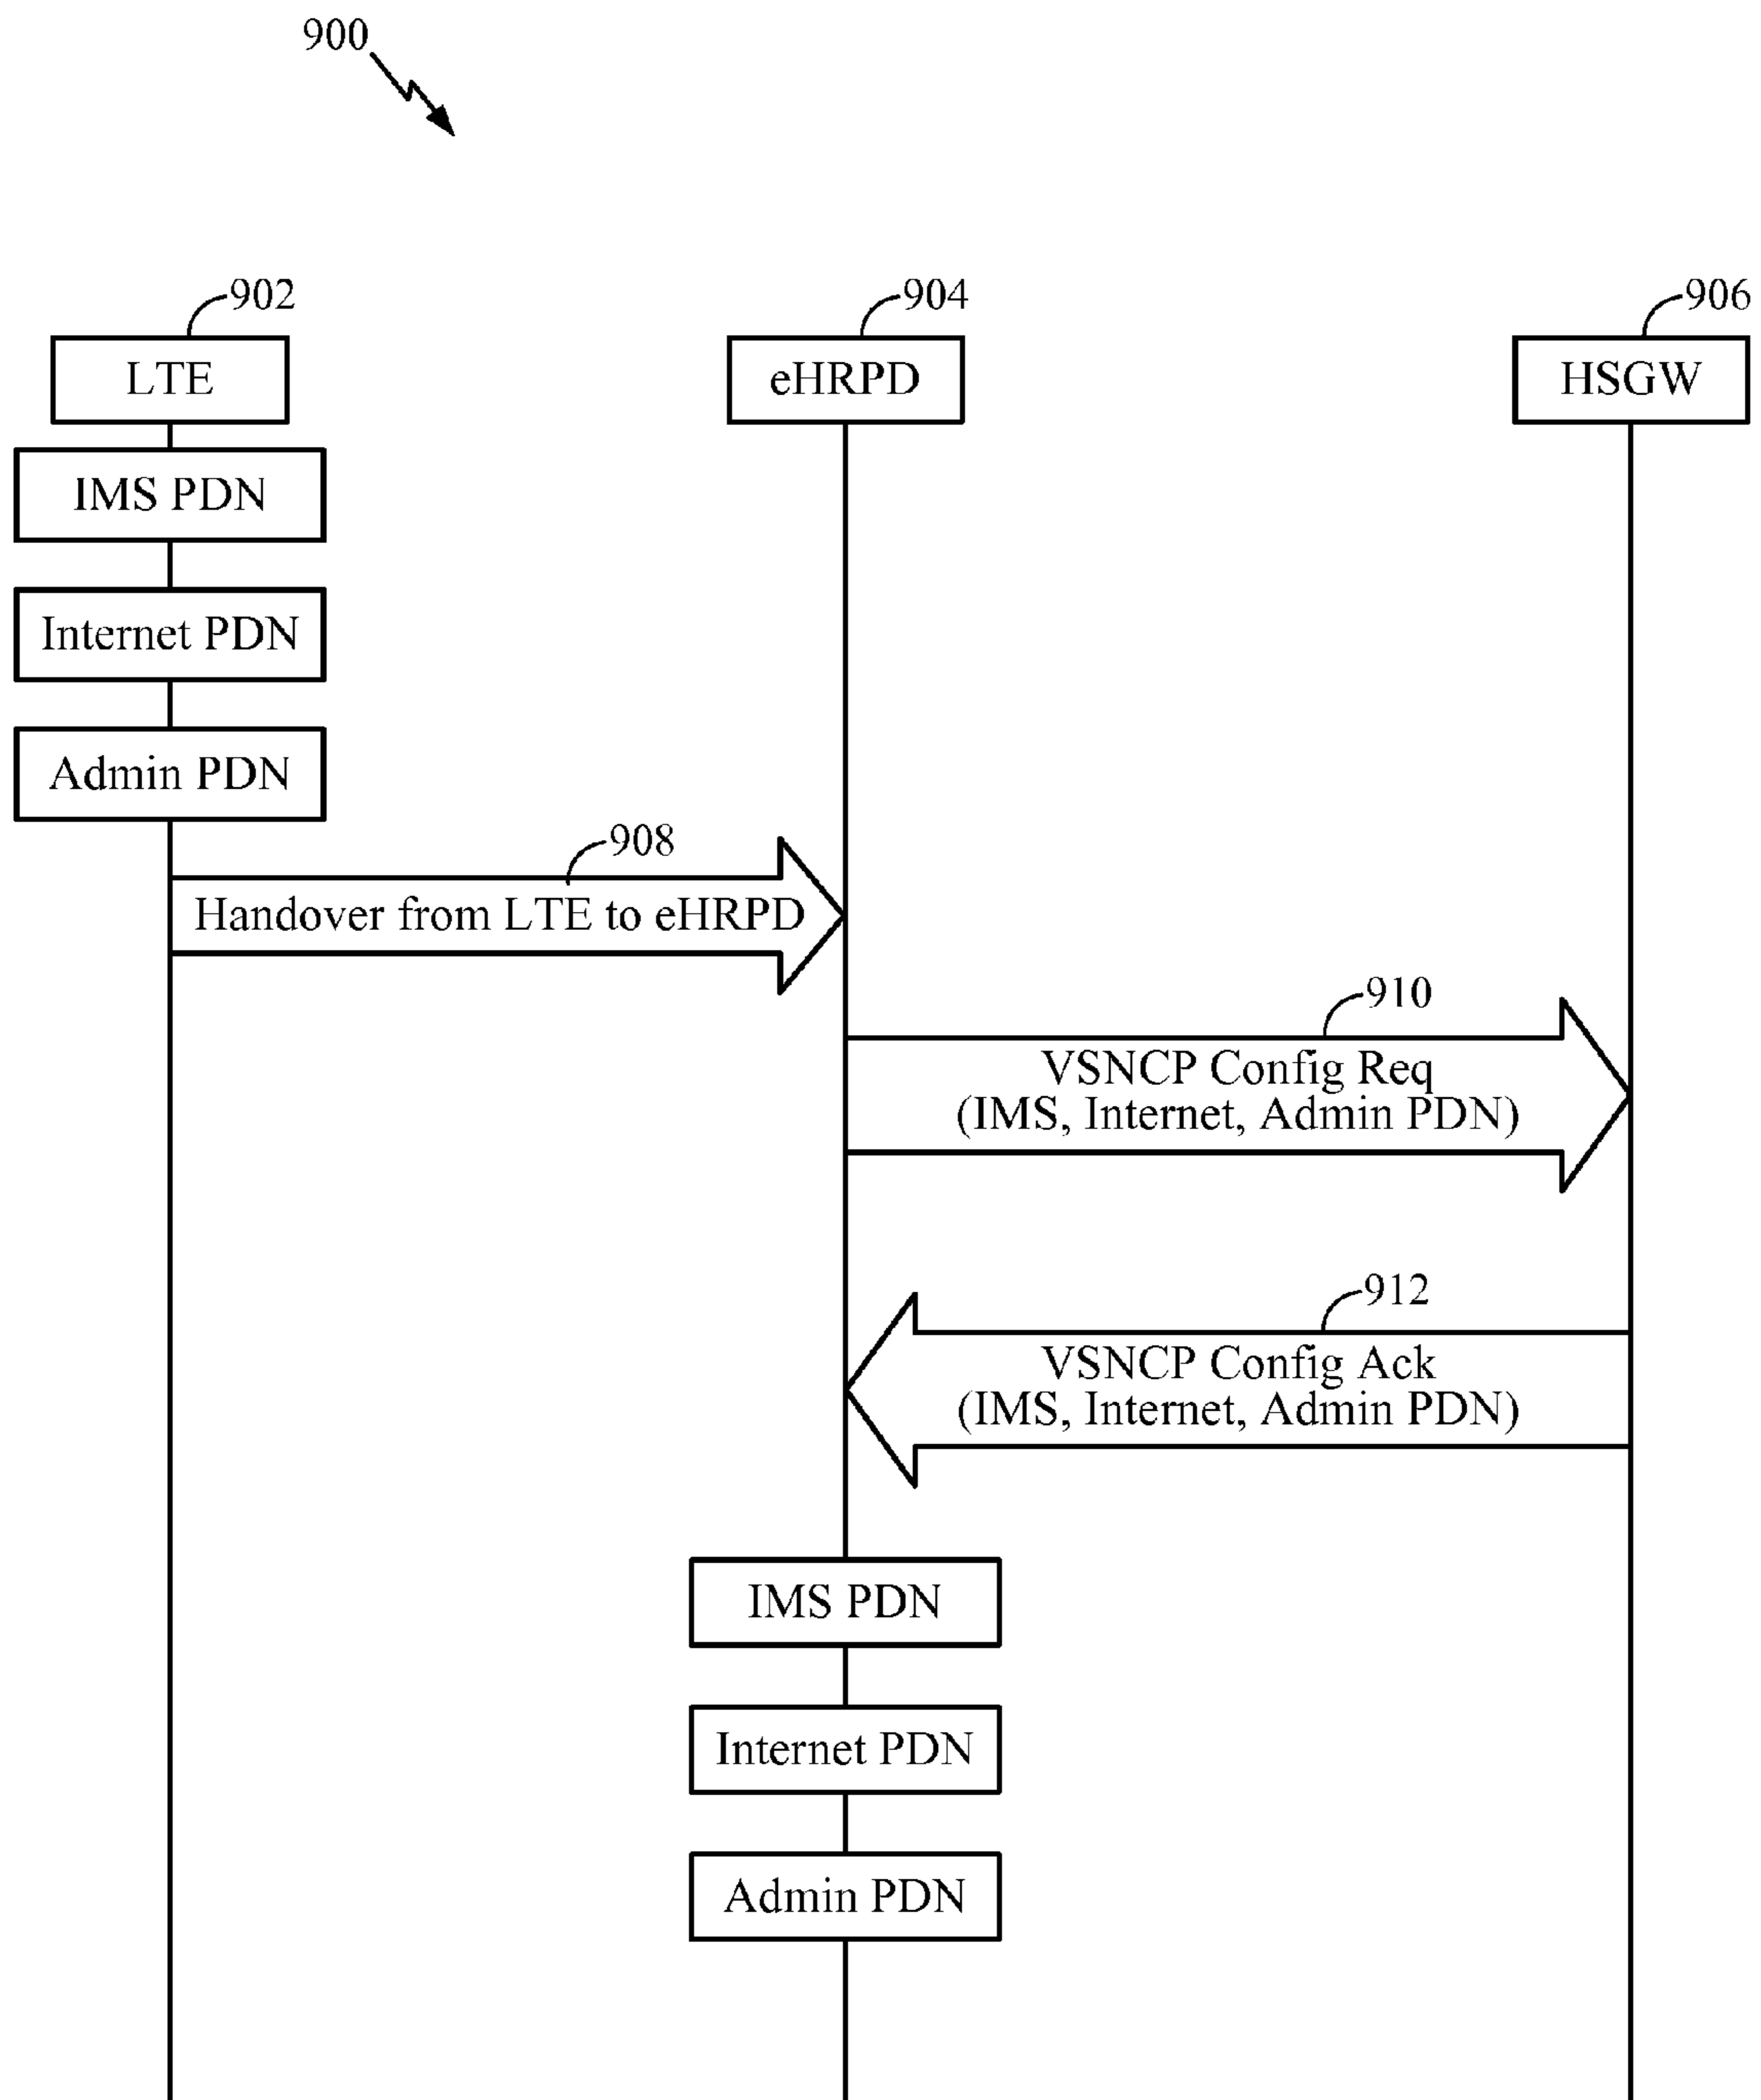 900
902
904
906
LTE
eHRPD
HSGW
IMS PDN
Internet PDN
Admin PDN
908
Handover from LTE to eHRPD
910
VSNCP Config Req
(IMS, Internet, Admin PDN)
912
VSNCP Config Ack
(IMS, Internet, Admin PDN)
IMS PDN
Internet PDN
Admin PDN